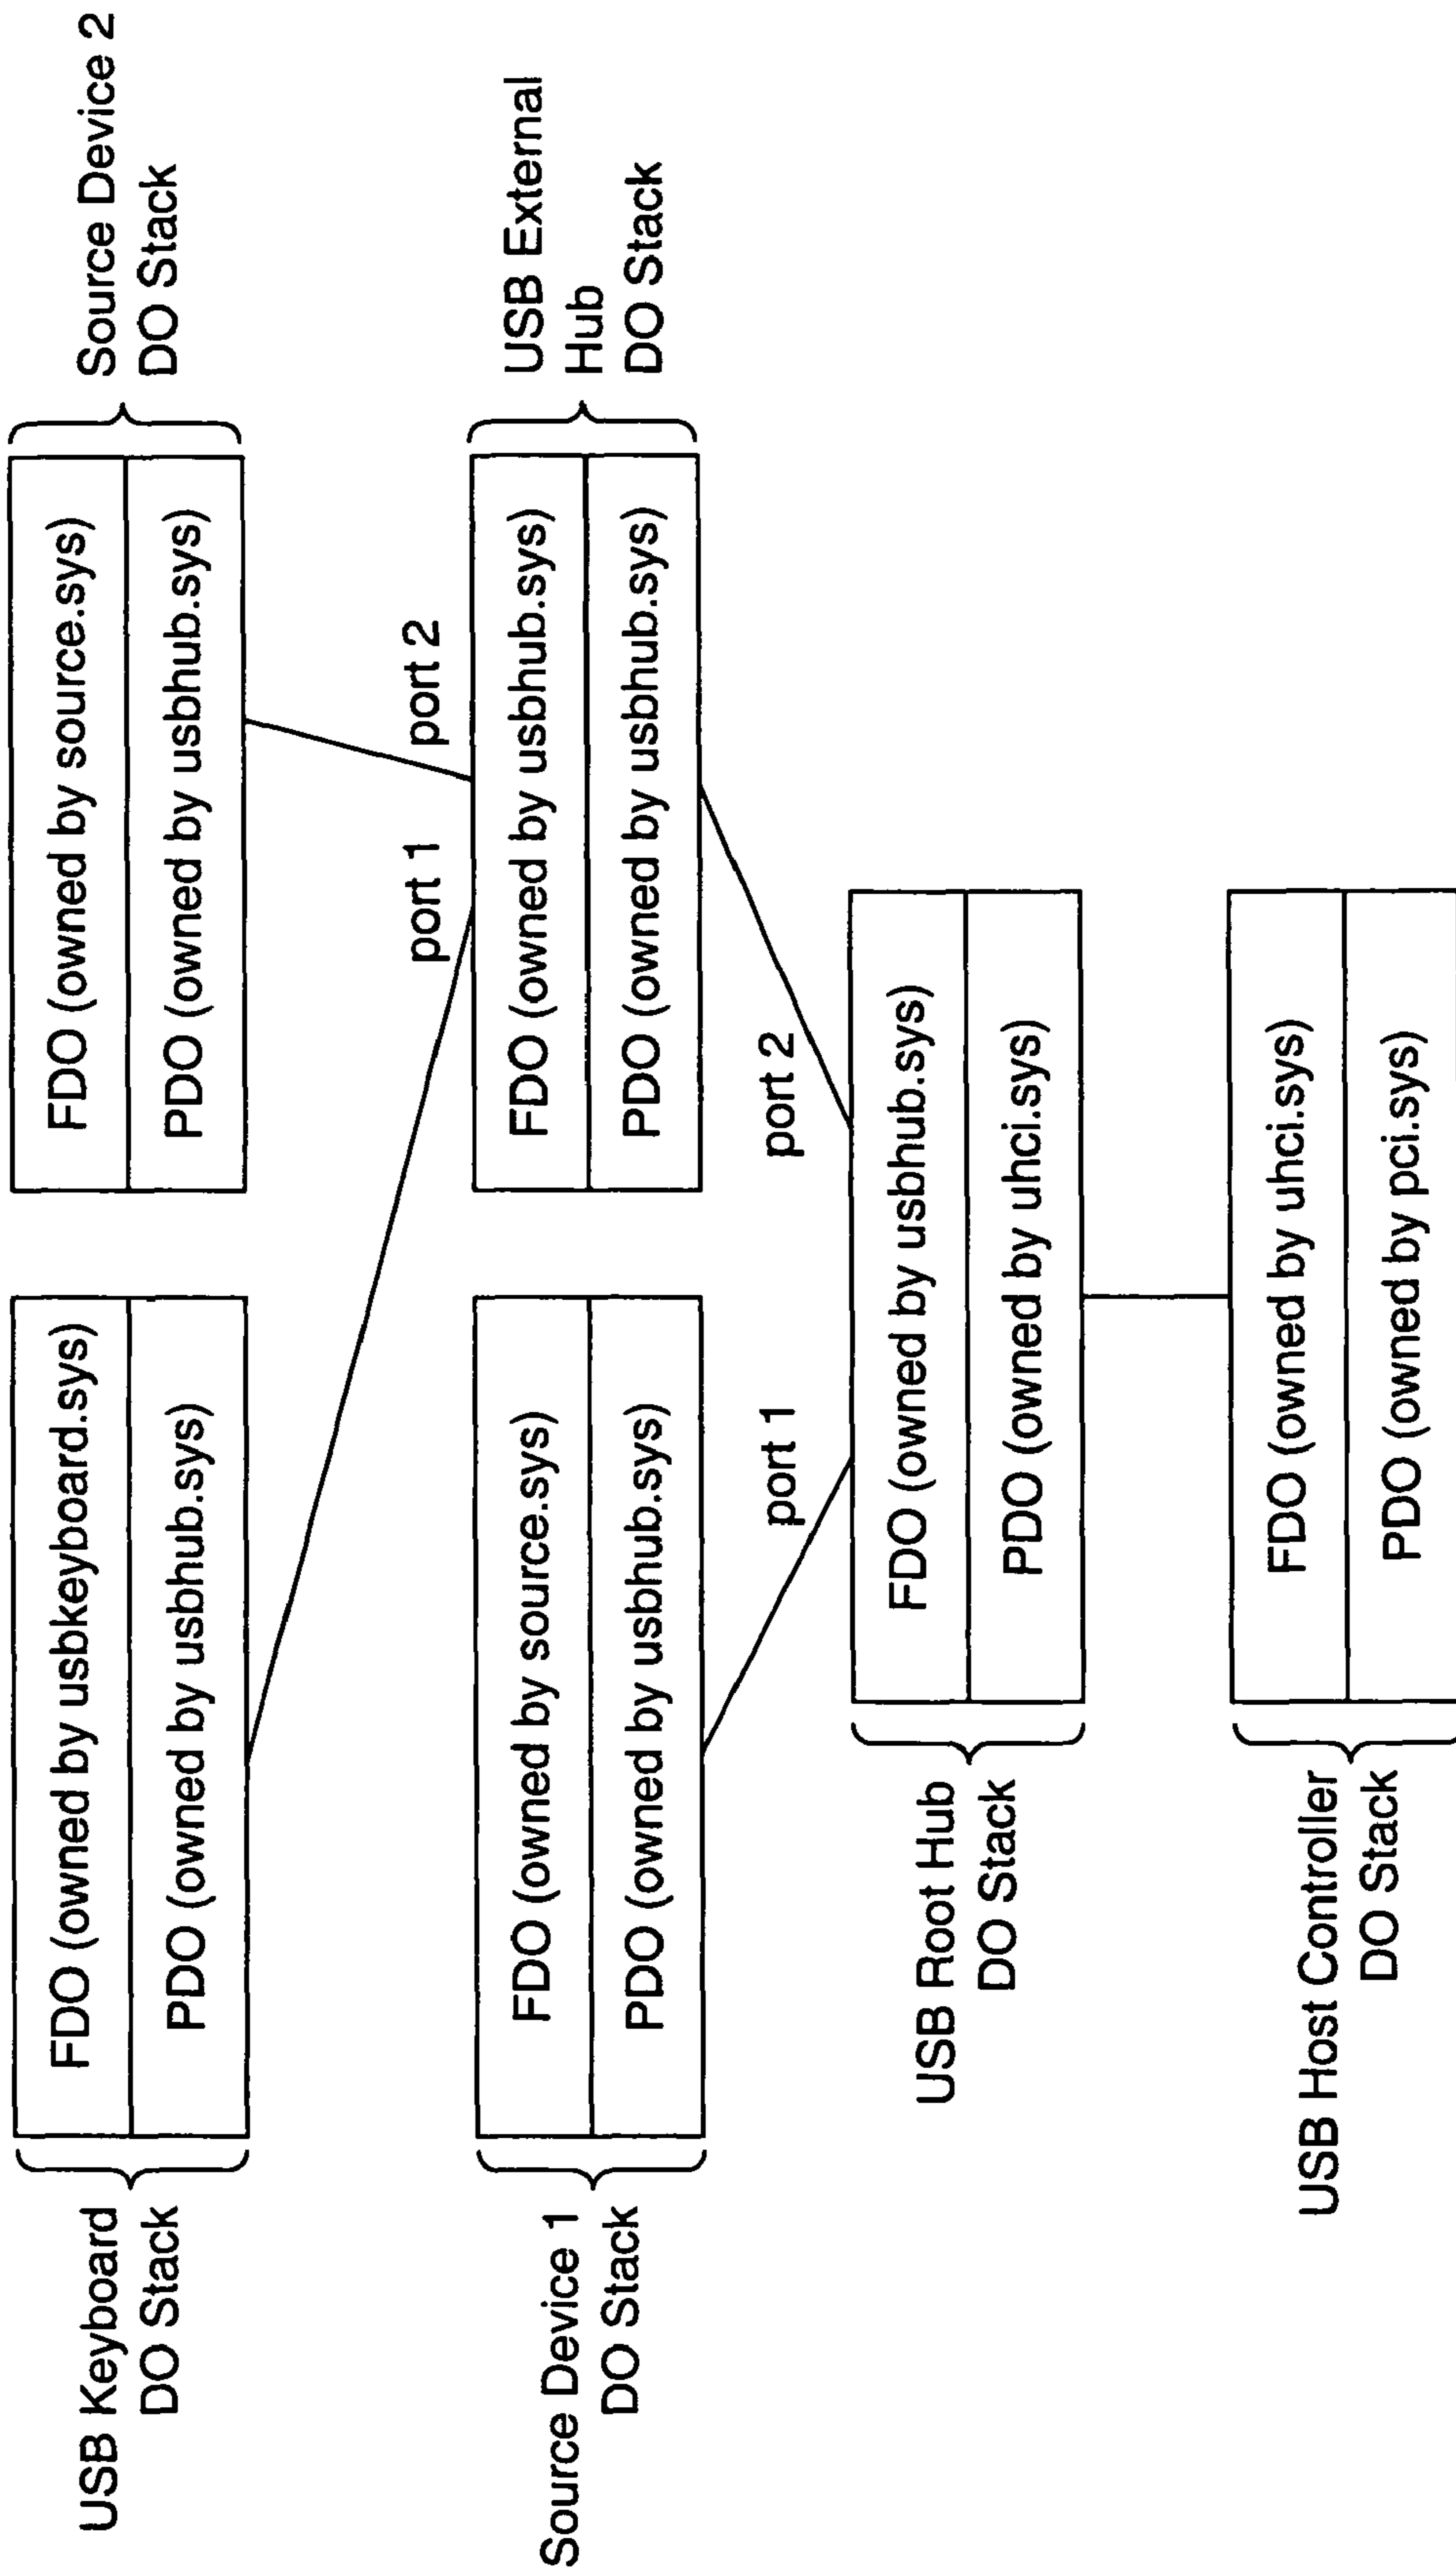 USB Keyboard
DO Stack
FDO (owned by usbkeyboard.sys)
PDO (owned by usbhub.sys)
FDO (owned by source.sys)
PDO (owned by usbhub.sys)
Source Device 2
DO Stack
port 1
port 2
Source Device 1
DO Stack
FDO (owned by source.sys)
PDO (owned by usbhub.sys)
FDO (owned by usbhub.sys)
PDO (owned by usbhub.sys)
USB External
Hub
DO Stack
port 1
port 2
USB Root Hub
DO Stack
FDO (owned by usbhub.sys)
PDO (owned by uhci.sys)
USB Host Controller
DO Stack
FDO (owned by uhci.sys)
PDO (owned by pci.sys)